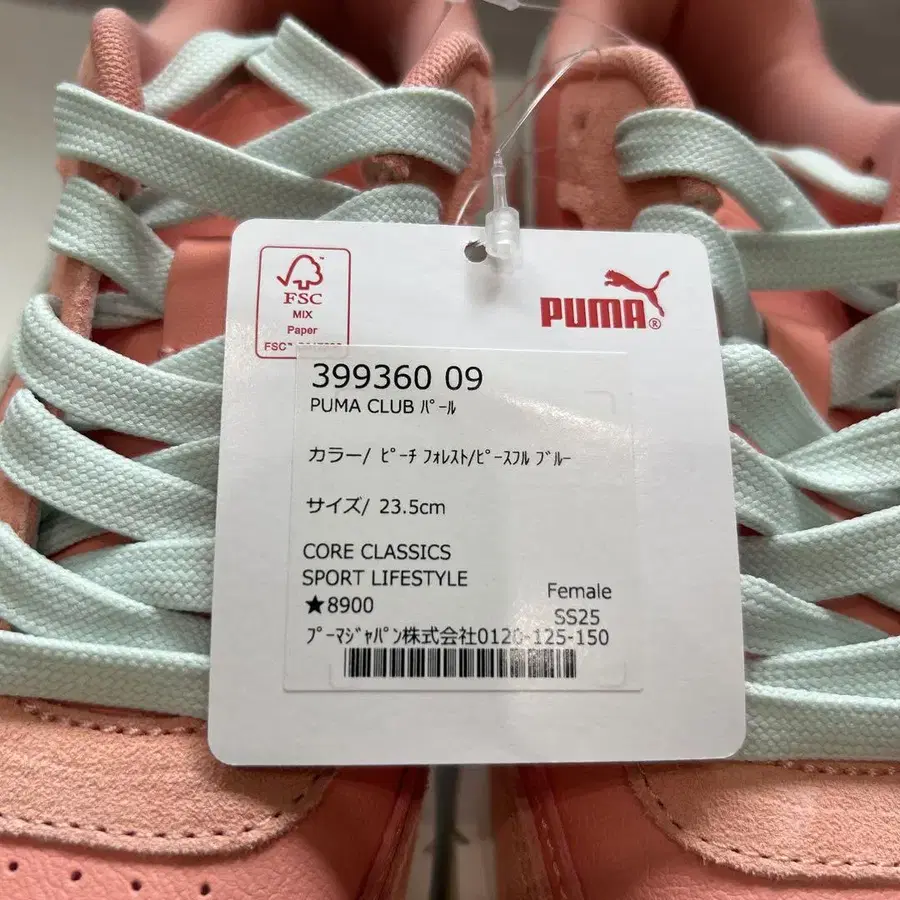 FSC
MIX
Paper
PUMA®
399360 09
PUMA CLUB ﾊﾟｰﾙ
カラー/ ﾋﾟｰﾁ ﾌｫﾚｽﾄ/ﾋﾟｰｽﾌﾙ ﾌﾞﾙｰ
サイズ/ 23.5cm
CORE CLASSICS
SPORT LIFESTYLE
Female
★8900
SS25
ﾌﾟｰﾏｼﾞｬﾊﾟﾝ株式会社0120-125-150